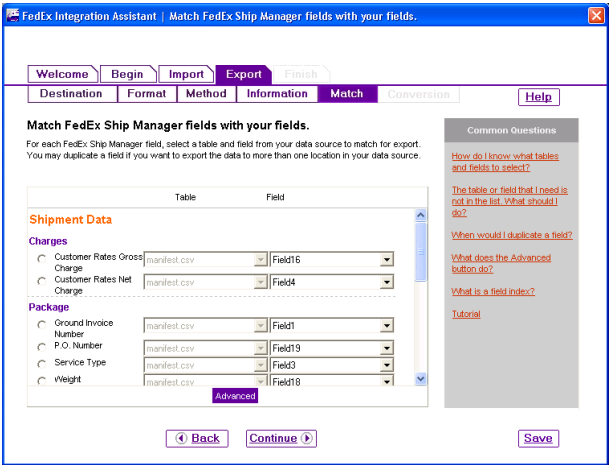 FedEx Integration Assistant | Match FedEx Ship Manager fields with your fields.
Welcome Begin Import Export Finish
Destination Format Method Information Match Conversion
Help
Match FedEx Ship Manager fields with your fields.
For each FedEx Ship Manager field, select a table and field from your data source to match for export.
You may duplicate a field if you want to export the data to more than one location in your data source.
Table Field
Shipment Data
Charges
Customer Rates Gross
Charge
manifest.csv Field16
Customer Rates Net
Charge
manifest.csv Field4
Package
Ground Invoice
Number
manifest.csv Field1
P.O. Number manifest.csv Field19
Service Type manifest.csv Field3
Weight manifest.csv Field18
Advanced
Common Questions
How do I know what tables
and fields to select?
The table or field that I need is
not in the list. What should I
do?
When would I duplicate a field?
What does the Advanced
button do?
What is a field index?
Tutorial
Back Continue Save